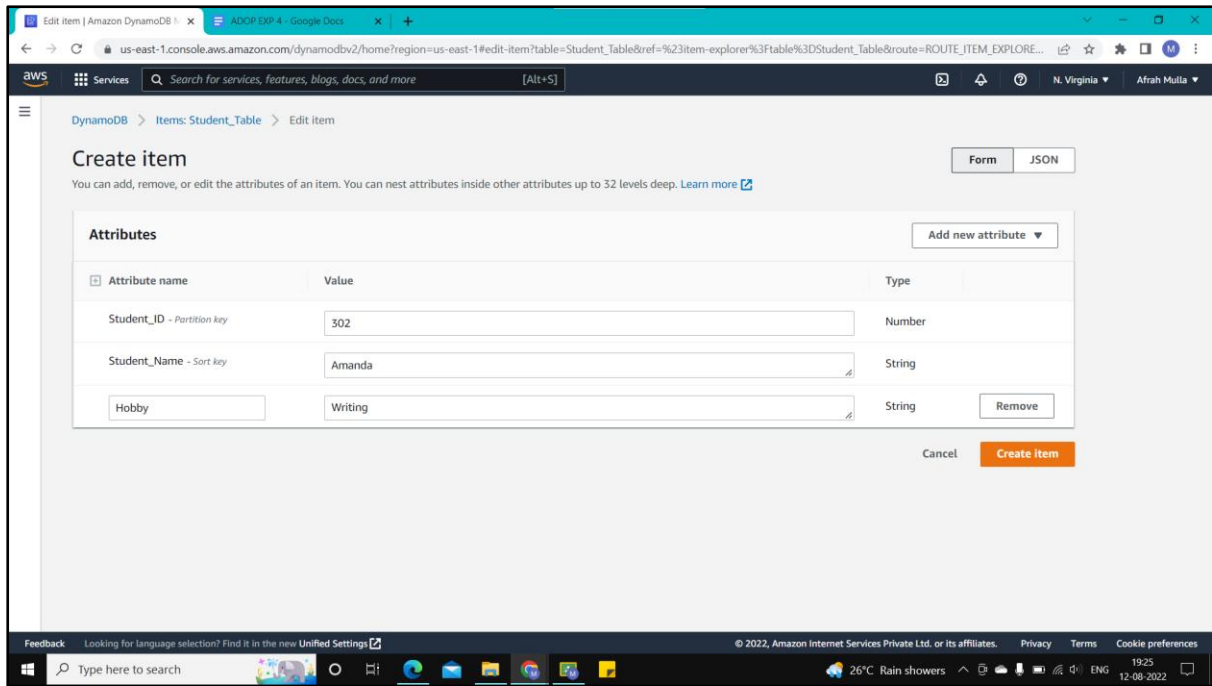 Edit item | Amazon DynamoDB M
ADOP EXP 4 - Google Docs
us-east-1.console.aws.amazon.com/dynamodbv2/home?region=us-east-1#edit-item?table=Student_Table&ref=%23item-explorer%3Ftable%3DStudent_Table&route=ROUTE_ITEM_EXPLORE...
M
aws
Services
Search for services, features, blogs, docs, and more
[Alt+S]
N. Virginia ▼
Afrah Mulla ▼
DynamoDB > Items: Student_Table > Edit item
Create item
Form
JSON
You can add, remove, or edit the attributes of an item. You can nest attributes inside other attributes up to 32 levels deep. Learn more
Attributes
Add new attribute ▼
Attribute name
Value
Type
Student_ID - Partition key
302
Number
Student_Name - Sort key
Amanda
String
Hobby
Writing
String
Remove
Cancel
Create item
Feedback
Looking for language selection? Find it in the new Unified Settings
© 2022, Amazon Internet Services Private Ltd. or its affiliates.
Privacy
Terms
Cookie preferences
Type here to search
26°C Rain showers
ENG
19:25
12-08-2022